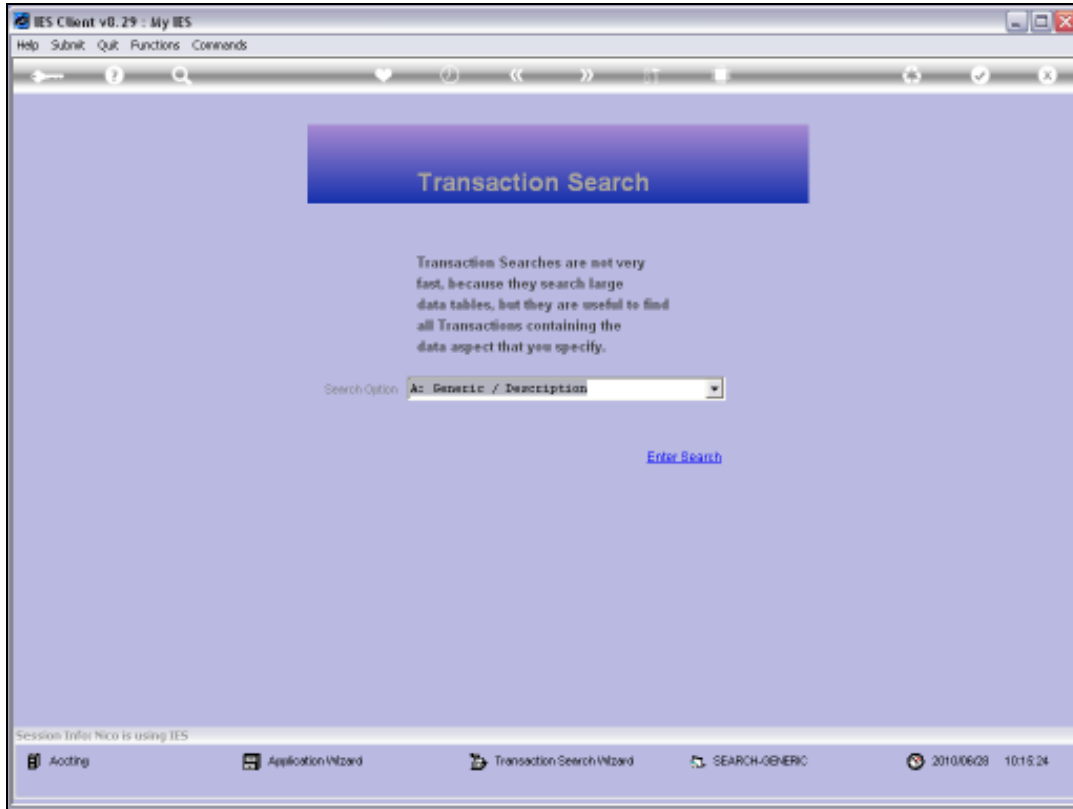 IES Client v8.29 : My IES
Help Submit Quit Functions Commands
Transaction Search
Transaction Searches are not very
fast, because they search large
data tables, but they are useful to find
all Transactions containing the
data aspect that you specify.
Search Option A: Generic / Description
Enter Search
Session Info: Nico is using IES
Accting Application Wizard Transaction Search Wizard SEARCH-GENERIC 2010/06/28 10:15:24